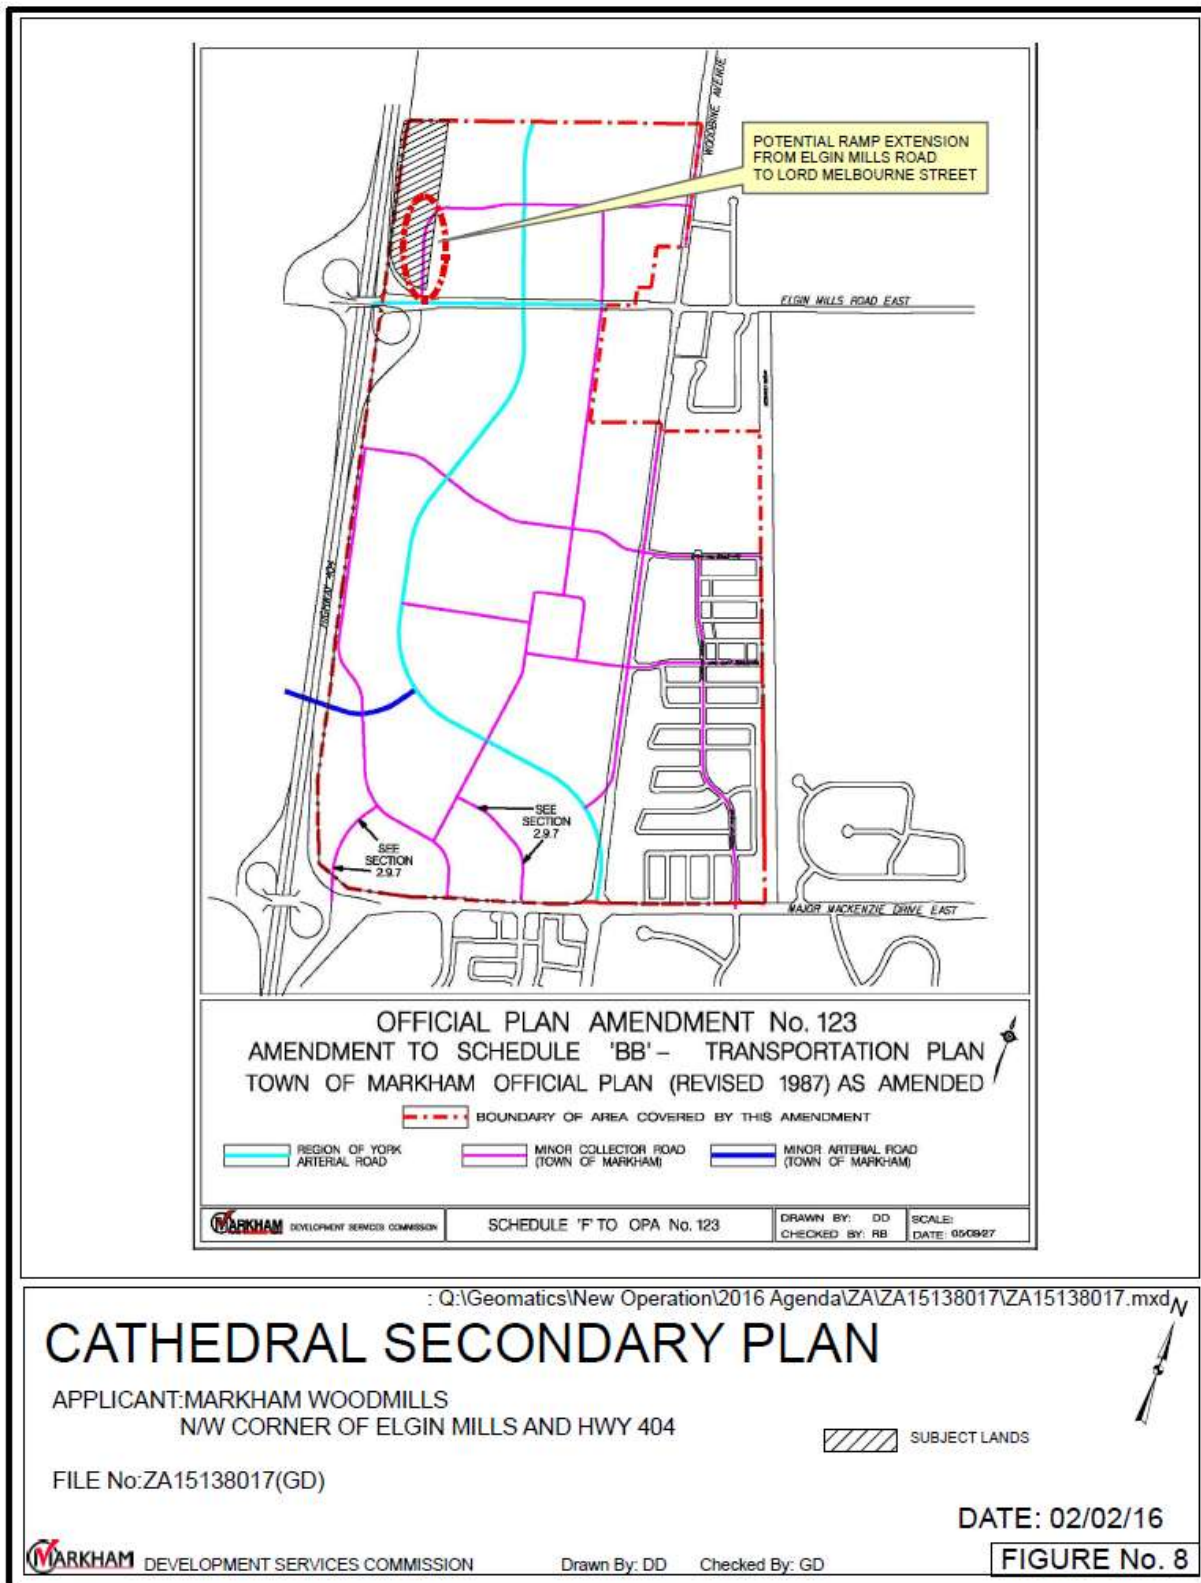 WOODBINE AVENUE
POTENTIAL RAMP EXTENSION
FROM ELGIN MILLS ROAD
TO LORD MELBOURNE STREET
ELGIN MILLS ROAD EAST
HIGHWAY 404
SEE
SECTION
2.9.7
SEE
SECTION
2.9.7
MAJOR MACKENZIE DRIVE EAST
OFFICIAL PLAN AMENDMENT No. 123
AMENDMENT TO SCHEDULE 'BB' - TRANSPORTATION PLAN
TOWN OF MARKHAM OFFICIAL PLAN (REVISED 1987) AS AMENDED
BOUNDARY OF AREA COVERED BY THIS AMENDMENT
REGION OF YORK
ARTERIAL ROAD
MINOR COLLECTOR ROAD
(TOWN OF MARKHAM)
MINOR ARTERIAL ROAD
(TOWN OF MARKHAM)
MARKHAM DEVELOPMENT SERVICES COMMISSION
SCHEDULE 'F' TO OPA No. 123
DRAWN BY: DD
CHECKED BY: RB
SCALE:
DATE:
: Q:\Geomatics\New Operation\2016 Agenda\ZA\ZA15138017\ZA15138017.mxd
N
CATHEDRAL SECONDARY PLAN
APPLICANT:MARKHAM WOODMILLS
N/W CORNER OF ELGIN MILLS AND HWY 404
SUBJECT LANDS
FILE No:ZA15138017(GD)
DATE: 02/02/16
MARKHAM DEVELOPMENT SERVICES COMMISSION
Drawn By: DD
Checked By: GD
FIGURE No. 8